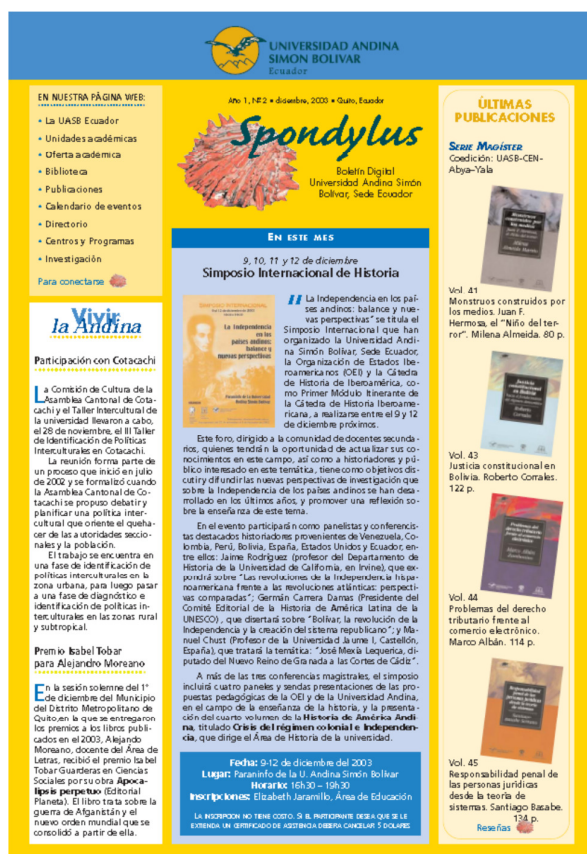 UNIVERSIDAD ANDINA
SIMON BOLIVAR
Ecuador
EN NUESTRA PÁGINA WEB:
• La UASB Ecuador
• Unidades académicas
• Oferta academica
• Biblioteca
• Publicaciones
• Calendario de eventos
• Directorio
• Centros y Programas
• Investigación
Para conectarse
Vivir
la Andina
Participación con Cotacachi
La Comisión de Cultura de la
Asamblea Cantonal de Cota-
cachi y el Taller Intercultural de
la universidad llevaron a cabo,
el 28 de noviembre, el III Taller
de Identificación de Políticas
Interculturales en Cotacachi.
La reunión forma parte de
un proceso que inició en julio
de 2002 y se formalizó cuando
la Asamblea Cantonal de Co-
tacachi se propuso debatir y
planificar una política inter-
cultural que oriente el queha-
cer de las autoridades seccio-
nales y la población.
El trabajo se encuentra en
una fase de identificación de
políticas interculturales en la
zona urbana, para luego pasar
a una fase de diagnóstico e
identificación de políticas in-
terculturales en las zonas rural
y subtropical.
Premio Isabel Tobar
para Alejandro Moreano
En la sesión solemne del 1º
de diciembre del Municipio
del Distrito Metropolitano de
Quito,en la que se entregaron
los premios a los libros publi-
cados en el 2003, Alejandro
Moreano, docente del Área de
Letras, recibió el premio Isabel
Tobar Guarderas en Ciencias
Sociales por su obra Apoca-
lipsis perpetuo (Editorial
Planeta). El libro trata sobre la
guerra de Afganistán y el
nuevo orden mundial que se
consolidó a partir de ella.
Año 1, Nº 2 • diciembre, 2003 • Quito, Ecuador
Spondylus
Boletín Digital
Universidad Andina Simón
Bolívar, Sede Ecuador
EN ESTE MES
9, 10, 11 y 12 de diciembre
Simposio Internacional de Historia
SIMPOSIO INTERNACIONAL
La Independencia
en los
países andinos:
balance y
nuevas perspectivas
"La Independencia en los paí-
ses andinos: balance y nue-
vas perspectivas" se titula el
Simposio Internacional que han
organizado la Universidad Andi-
na Simón Bolívar, Sede Ecuador,
la Organización de Estados Ibe-
roamericanos (OEI) y la Cátedra
de Historia de Iberoamérica, co-
mo Primer Módulo Itinerante de
la Cátedra de Historia Iberoame-
ricana, a realizarse entre el 9 y 12
de diciembre próximos.
Este foro, dirigido a la comunidad de docentes secunda-
rios, quienes tendrán la oportunidad de actualizar sus co-
nocimientos en este campo, así como a historiadores y pú-
blico interesado en esta temática, tiene como objetivos dis-
cutir y difundir las nuevas perspectivas de investigación que
sobre la Independencia de los países andinos se han desa-
rrollado en los últimos años, y promover una reflexión so-
bre la enseñanza de este tema.
En el evento participarán como panelistas y conferencis-
tas destacados historiadores provenientes de Venezuela, Co-
lombia, Perú, Bolivia, España, Estados Unidos y Ecuador, en-
tre ellos: Jaime Rodríguez (profesor del Departamento de
Historia de la Universidad de California, en Irvine), que ex-
pondrá sobre "Las revoluciones de la Independencia hispa-
noamericana frente a las revoluciones atlánticas: perspecti-
vas comparadas"; Germán Carrera Damas (Presidente del
Comité Editorial de la Historia de América Latina de la
UNESCO) , que disertará sobre "Bolívar, la revolución de la
Independencia y la creación del sistema republicano"; y Ma-
nuel Chust (Profesor de la Universidad Jaume I, Castellón,
España), que tratará la temática: "José Mexía Lequerica, di-
putado del Nuevo Reino de Granada a las Cortes de Cádiz".
A más de las tres conferencias magistrales, el simposio
incluirá cuatro paneles y sendas presentaciones de las pro-
puestas pedagógicas de la OEI y de la Universidad Andina,
en el campo de la enseñanza de la historia, y la presenta-
ción del cuarto volumen de la Historia de América Andi-
na, titulado Crisis del régimen colonial e Independen-
cia, que dirige el Área de Historia de la universidad.
Fecha: 9-12 de diciembre del 2003
Lugar: Paraninfo de la U. Andina Simón Bolívar
Horario: 16h30 – 19h30
Inscripciones: Elizabeth Jaramillo, Área de Educación
LA INSCRIPCION NO TIENE COSTO. SI EL PARTICIPANTE DESEA QUE SE LE
EXTIENDA UN CERTIFICADO DE ASISTENCIA DEBERA CANCELAR 5 DOLARES
ÚLTIMAS
PUBLICACIONES
SERIE MAGÍSTER
Coedición: UASB-CEN-
Abya–Yala
Vol. 41
Monstruos construidos por
los medios. Juan F.
Hermosa, el "Niño del ter-
ror". Milena Almeida. 80 p.
Vol. 43
Justicia constitucional en
Bolivia. Roberto Corrales.
122 p.
Vol. 44
Problemas del derecho
tributario frente al
comercio electrónico.
Marco Albán. 114 p.
Vol. 45
Responsabilidad penal de
las personas jurídicas
desde la teoría de
sistemas. Santiago Basabe.
134 p.
Reseñas